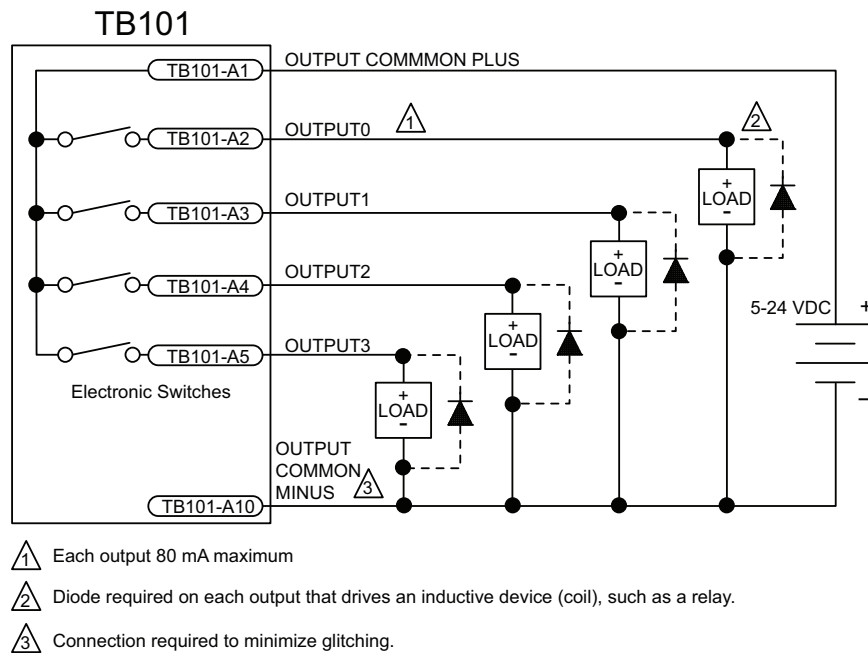 TB101
TB101-A1
OUTPUT COMMMON PLUS
TB101-A2
OUTPUT0
1
2
+
LOAD
-
TB101-A3
OUTPUT1
+
LOAD
-
TB101-A4
OUTPUT2
+
LOAD
-
5-24 VDC
+
-
TB101-A5
OUTPUT3
+
LOAD
-
Electronic Switches
OUTPUT
COMMON
MINUS
3
TB101-A10
1 Each output 80 mA maximum
2 Diode required on each output that drives an inductive device (coil), such as a relay.
3 Connection required to minimize glitching.